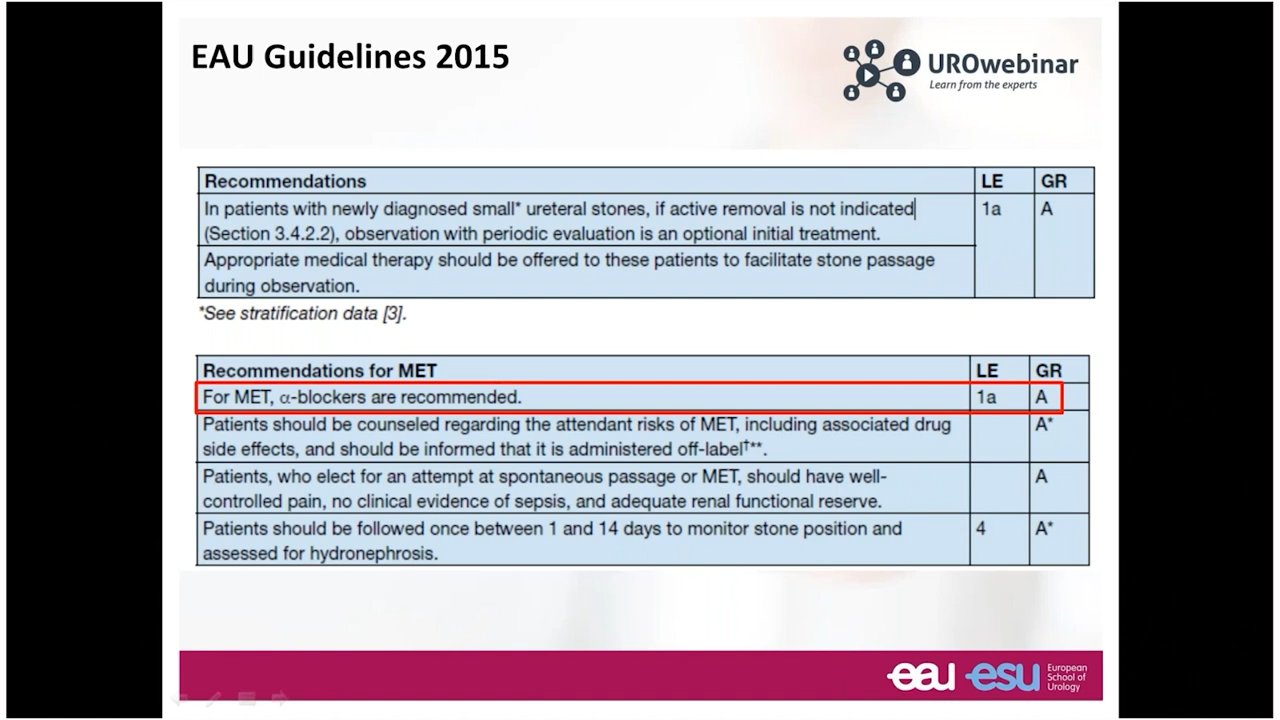 EAU Guidelines 2015
UROwebinar
Learn from the experts
Recommendations LE GR
In patients with newly diagnosed small* ureteral stones, if active removal is not indicated 1a A
(Section 3.4.2.2), observation with periodic evaluation is an optional initial treatment.
Appropriate medical therapy should be offered to these patients to facilitate stone passage
during observation.
*See stratification data [3].
Recommendations for MET LE GR
For MET, α-blockers are recommended. 1a A
Patients should be counseled regarding the attendant risks of MET, including associated drug A*
side effects, and should be informed that it is administered off-label†**.
Patients, who elect for an attempt at spontaneous passage or MET, should have well- A
controlled pain, no clinical evidence of sepsis, and adequate renal functional reserve.
Patients should be followed once between 1 and 14 days to monitor stone position and 4 A*
assessed for hydronephrosis.
eau esu European
School of
Urology